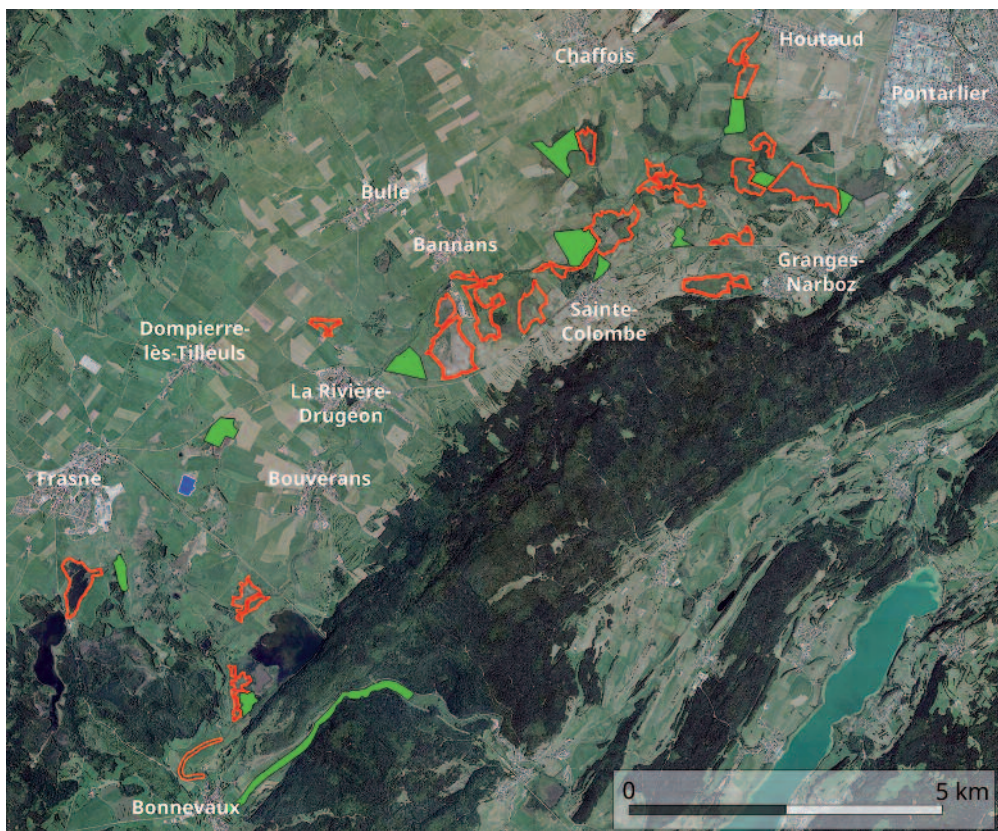 Houtaud
Chaffois
Pontarlier
Bulle
Bannans
Granges-
Narboz
Sainte-
Colombe
Dompierre-
lès-Tilleuls
La Rivière-
Drugeon
Frasne
Bouverans
Bonnevaux
0 5 km